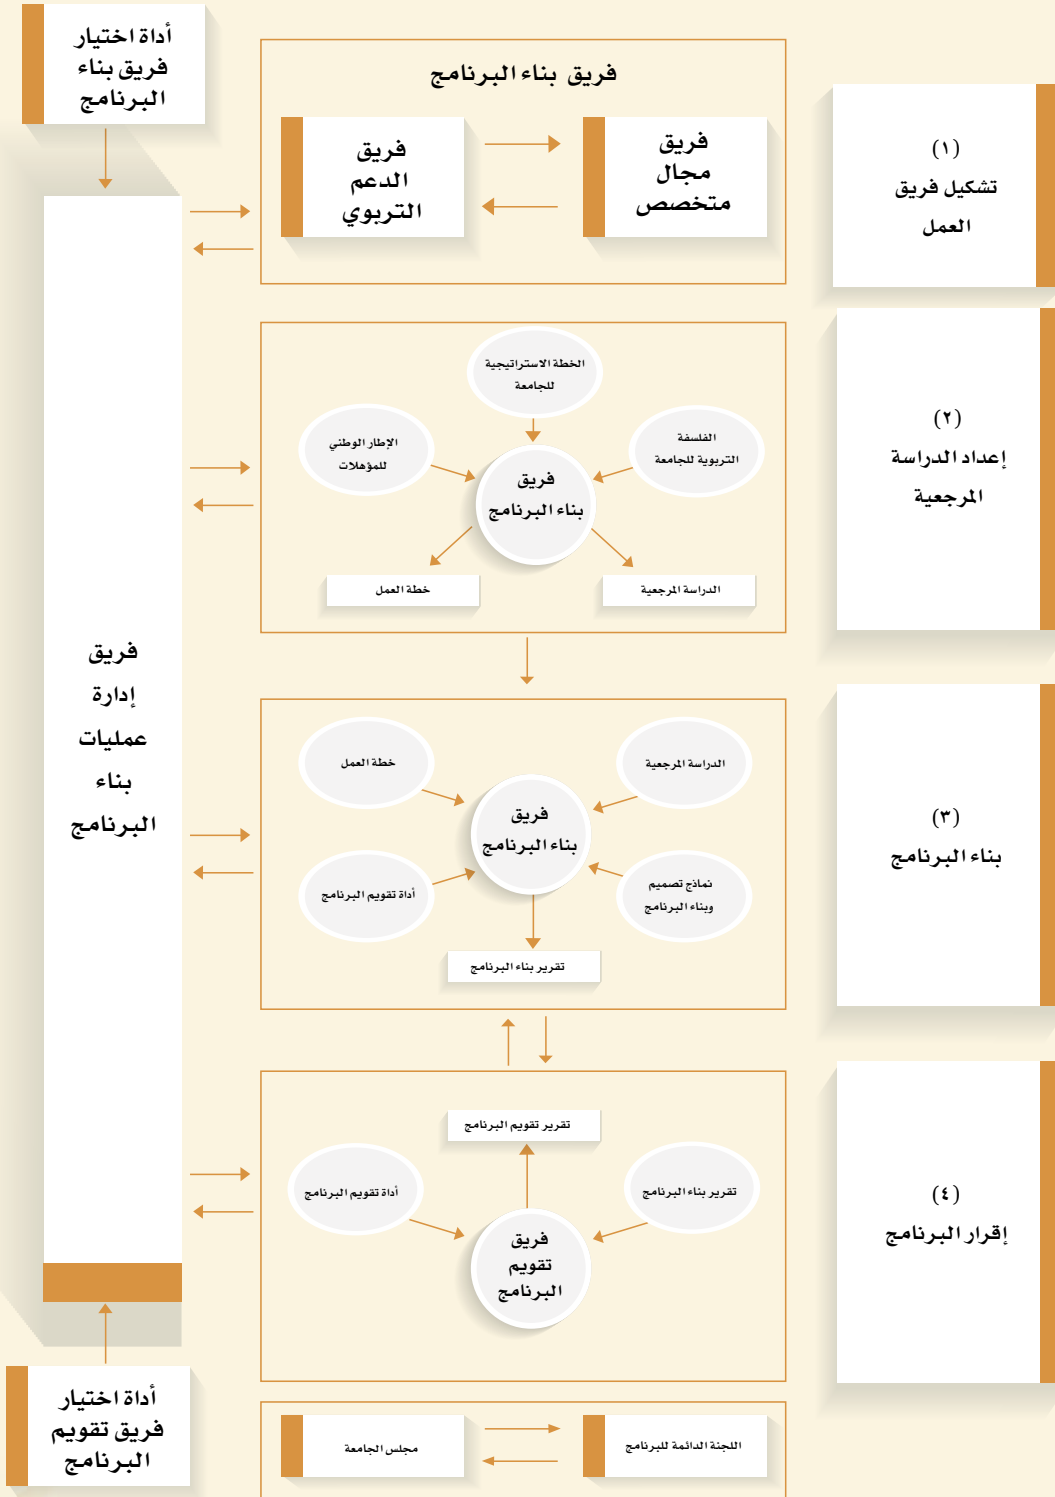 أداة اختيار
فريق بناء
البرنامج
فريق بناء البرنامج
فريق
مجال
متخصص
فريق
الدعم
التربوي
(١)
تشكيل فريق
العمل
(٢)
إعداد الدراسة
المرجعية
الخطة الاستراتيجية
للجامعة
الفلسفة
التربوية للجامعة
الإطار الوطني
للمؤهلات
فريق
بناء البرنامج
الدراسة المرجعية
خطة العمل
فريق
إدارة
عمليات
بناء
البرنامج
(٣)
بناء البرنامج
الدراسة المرجعية
خطة العمل
فريق
بناء البرنامج
نماذج تصميم
وبناء البرنامج
أداة تقويم البرنامج
تقرير بناء البرنامج
(٤)
إقرار البرنامج
تقرير تقويم البرنامج
تقرير بناء البرنامج
أداة تقويم البرنامج
فريق
تقويم
البرنامج
أداة اختيار
فريق تقويم
البرنامج
اللجنة الدائمة للبرنامج
مجلس الجامعة